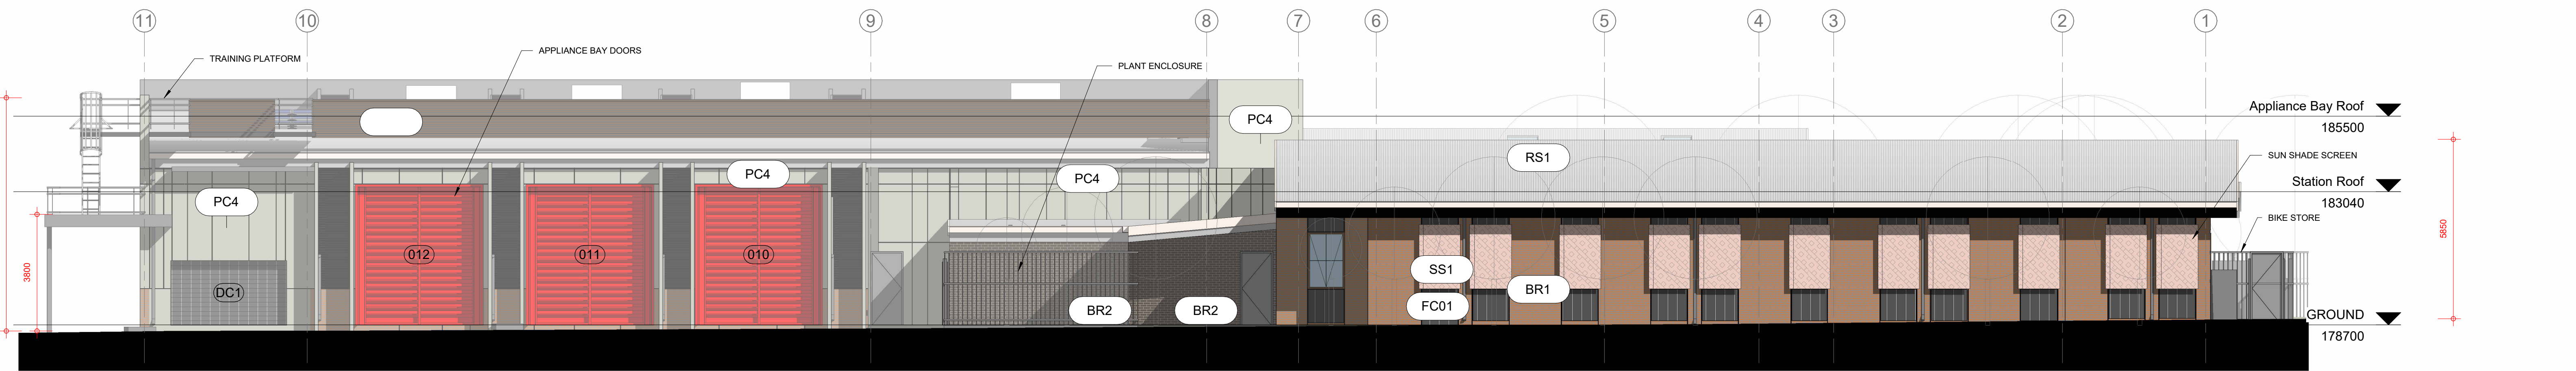 11
10
9
8
7
6
5
4
3
2
1
APPLIANCE BAY DOORS
TRAINING PLATFORM
PLANT ENCLOSURE
Appliance Bay Roof
185500
PC4
RS1
SUN SHADE SCREEN
PC4
PC4
Station Roof
183040
PC4
BIKE STORE
5850
012
011
010
3800
SS1
DC1
BR1
FC01
BR2
BR2
GROUND
178700